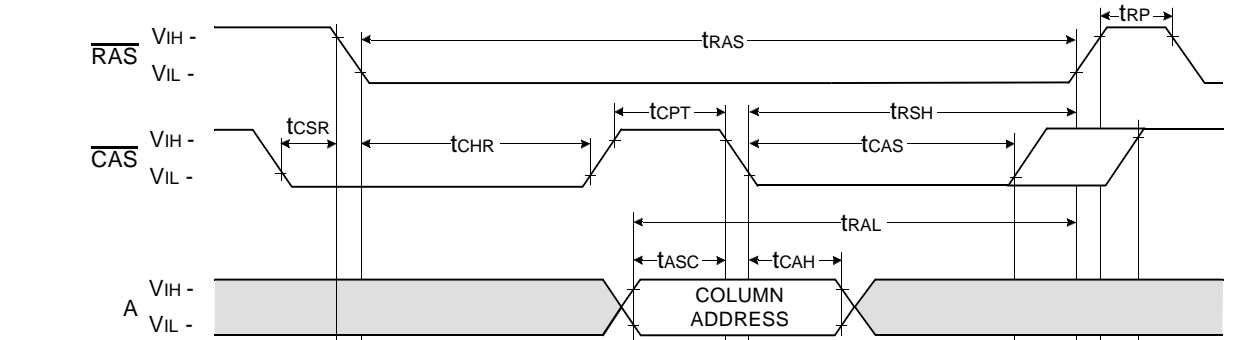 tRP
VIH -
RAS
tRAS
VIL -
tCPT
tRSH
tCSR
VIH -
CAS
tCHR
tCAS
VIL -
tRAL
tASC
tCAH
VIH -
A
COLUMN
ADDRESS
VIL -